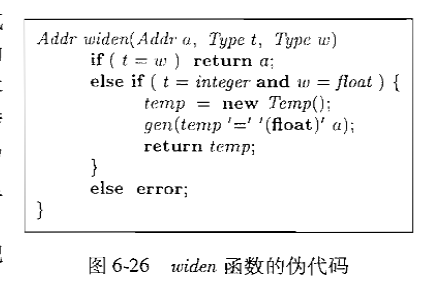 Addr widen(Addr a, Type t, Type w)
if ( t = w ) return a;
else if ( t = integer and w = float ) {
temp = new Temp();
gen(temp '=' '(float)' a);
return temp;
}
else error;
}
图 6-26 widen 函数的伪代码